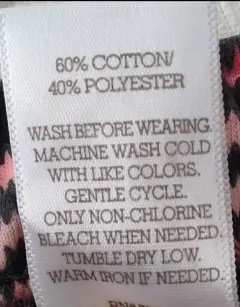 60% COTTON/
40% POLYESTER
WASH BEFORE WEARING.
MACHINE WASH COLD
WITH LIKE COLORS.
GENTLE CYCLE.
ONLY NON-CHLORINE
BLEACH WHEN NEEDED.
TUMBLE DRY LOW.
WARM IRON IF NEEDED.